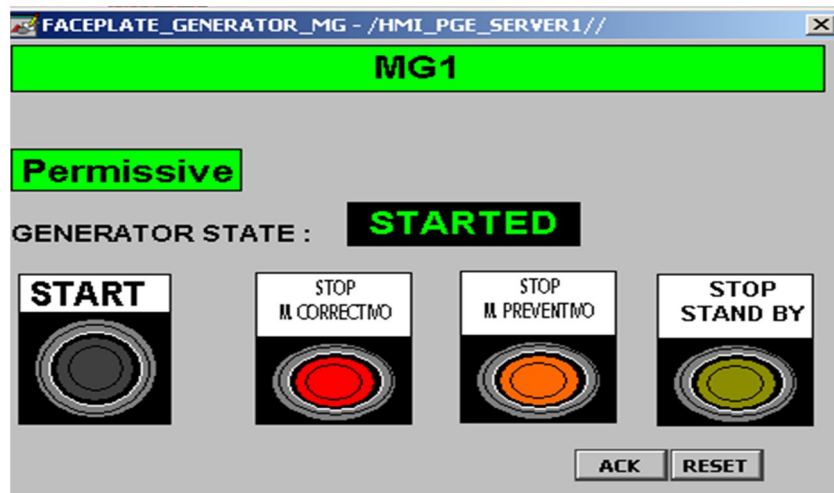 FACEPLATE_GENERATOR_MG - /HMI_PGE_SERVER1//
MG1
Permissive
GENERATOR STATE : STARTED
START
STOP
M. CORRECTIVO
STOP
M. PREVENTIVO
STOP
STAND BY
ACK RESET